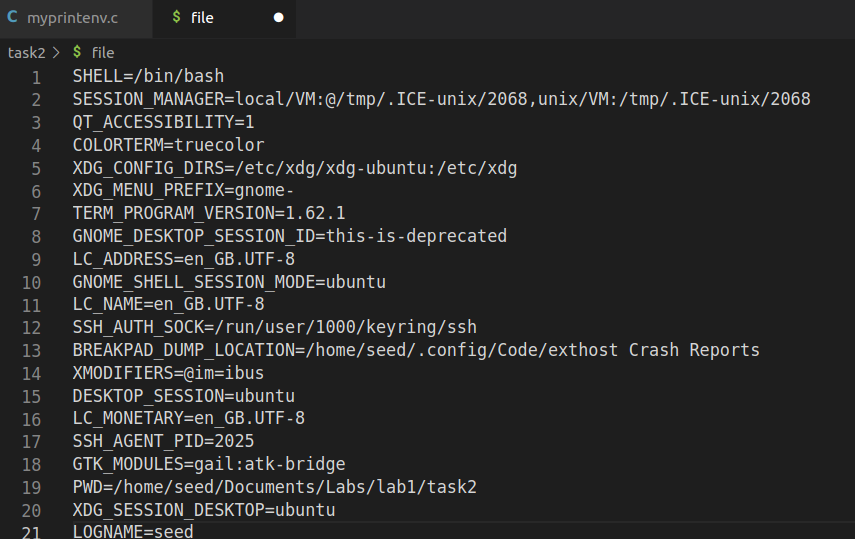 C myprintenv.c $ file
task2 > $ file
1 SHELL=/bin/bash
2 SESSION_MANAGER=local/VM:@/tmp/.ICE-unix/2068,unix/VM:/tmp/.ICE-unix/2068
3 QT_ACCESSIBILITY=1
4 COLORTERM=truecolor
5 XDG_CONFIG_DIRS=/etc/xdg/xdg-ubuntu:/etc/xdg
6 XDG_MENU_PREFIX=gnome-
7 TERM_PROGRAM_VERSION=1.62.1
8 GNOME_DESKTOP_SESSION_ID=this-is-deprecated
9 LC_ADDRESS=en_GB.UTF-8
10 GNOME_SHELL_SESSION_MODE=ubuntu
11 LC_NAME=en_GB.UTF-8
12 SSH_AUTH_SOCK=/run/user/1000/keyring/ssh
13 BREAKPAD_DUMP_LOCATION=/home/seed/.config/Code/exthost Crash Reports
14 XMODIFIERS=@im=ibus
15 DESKTOP_SESSION=ubuntu
16 LC_MONETARY=en_GB.UTF-8
17 SSH_AGENT_PID=2025
18 GTK_MODULES=gail:atk-bridge
19 PWD=/home/seed/Documents/Labs/lab1/task2
20 XDG_SESSION_DESKTOP=ubuntu
21 LOGNAME=seed